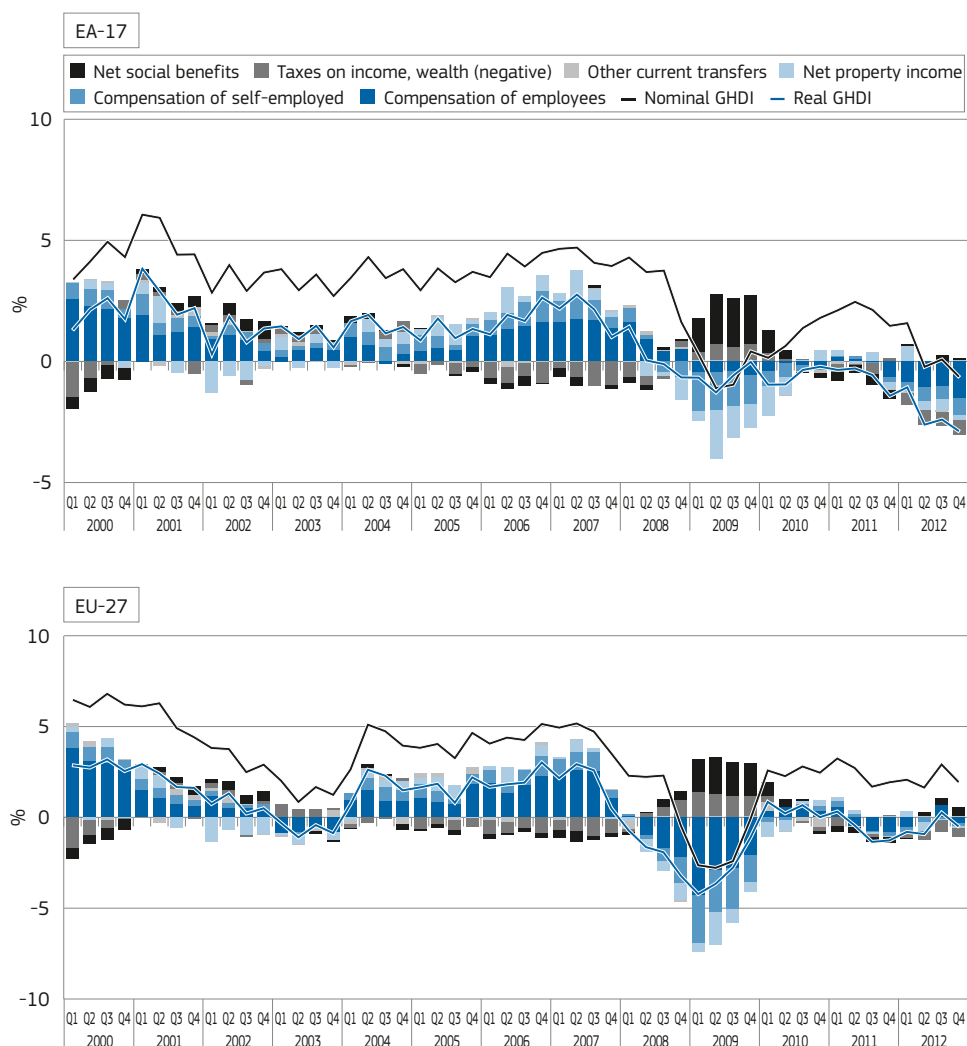 EA-17
Net social benefits Taxes on income, wealth (negative) Other current transfers Net property income
Compensation of self-employed Compensation of employees Nominal GHDI Real GHDI
10
5
%
0
-5
Q1 Q2 Q3 Q4 Q1 Q2 Q3 Q4 Q1 Q2 Q3 Q4 Q1 Q2 Q3 Q4 Q1 Q2 Q3 Q4 Q1 Q2 Q3 Q4 Q1 Q2 Q3 Q4 Q1 Q2 Q3 Q4 Q1 Q2 Q3 Q4 Q1 Q2 Q3 Q4 Q1 Q2 Q3 Q4 Q1 Q2 Q3 Q4 Q1 Q2 Q3 Q4
2000 2001 2002 2003 2004 2005 2006 2007 2008 2009 2010 2011 2012
EU-27
10
5
%
0
-5
-10
Q1 Q2 Q3 Q4 Q1 Q2 Q3 Q4 Q1 Q2 Q3 Q4 Q1 Q2 Q3 Q4 Q1 Q2 Q3 Q4 Q1 Q2 Q3 Q4 Q1 Q2 Q3 Q4 Q1 Q2 Q3 Q4 Q1 Q2 Q3 Q4 Q1 Q2 Q3 Q4 Q1 Q2 Q3 Q4 Q1 Q2 Q3 Q4 Q1 Q2 Q3 Q4
2000 2001 2002 2003 2004 2005 2006 2007 2008 2009 2010 2011 2012